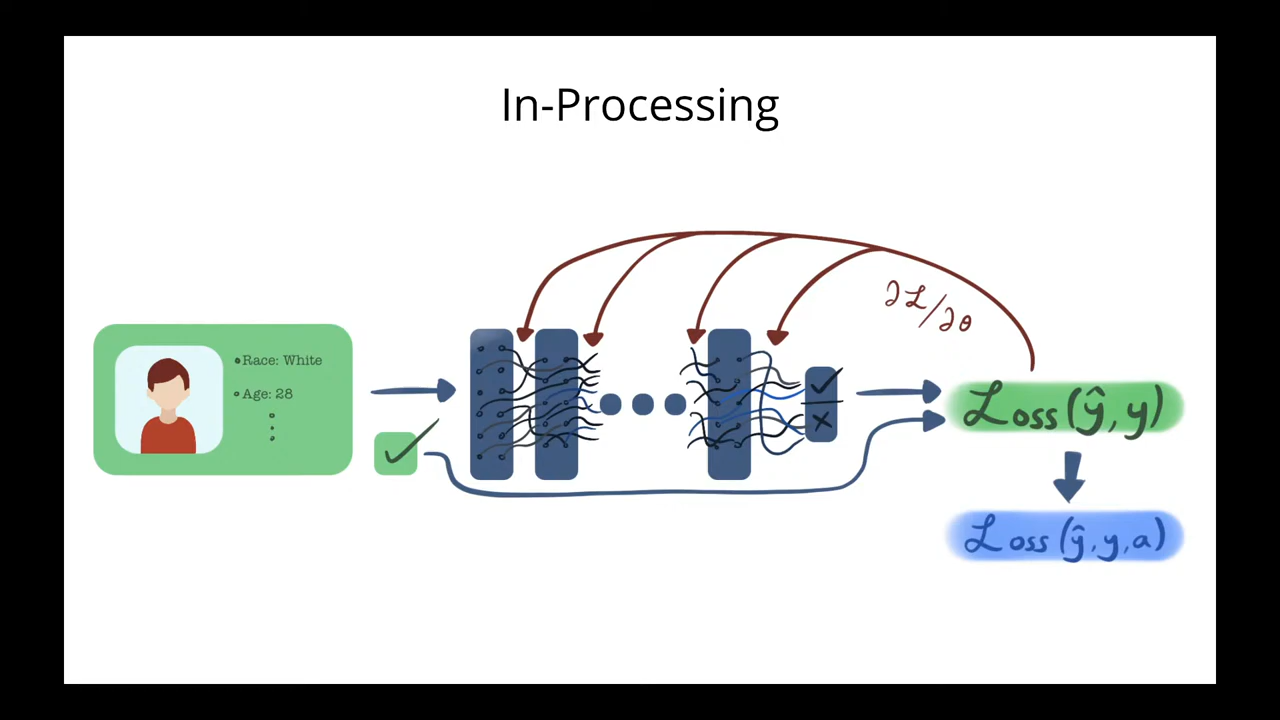 In-Processing
∂ℒ/∂θ
•Race: White
•Age: 28
ℒoss(ŷ,y)
ℒoss(ŷ,y,a)